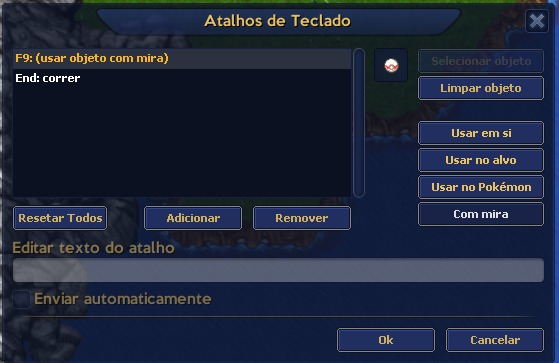 Atalhos de Teclado
F9: (usar objeto com mira)
End: correr
Selecionar objeto
Limpar objeto
Usar em si
Usar no alvo
Usar no Pokémon
Com mira
Resetar Todos
Adicionar
Remover
Editar texto do atalho
Enviar automaticamente
Ok
Cancelar